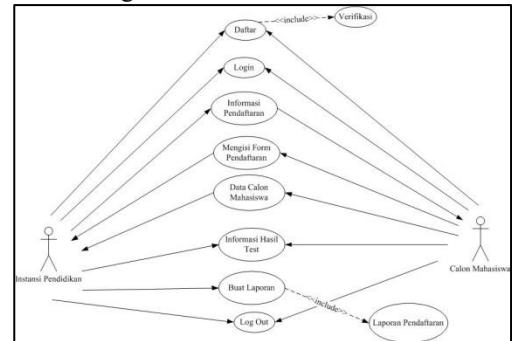 Daftar
<<include>>
Verifikasi
Login
Informasi
Pendaftaran
Mengisi Form
Pendaftaran
Data Calon
Mahasiswa
Instansi Pendidikan
Calon Mahasiswa
Informasi Hasil
Test
Buat Laporan
<<include>>
Log Out
Laporan Pendaftaran